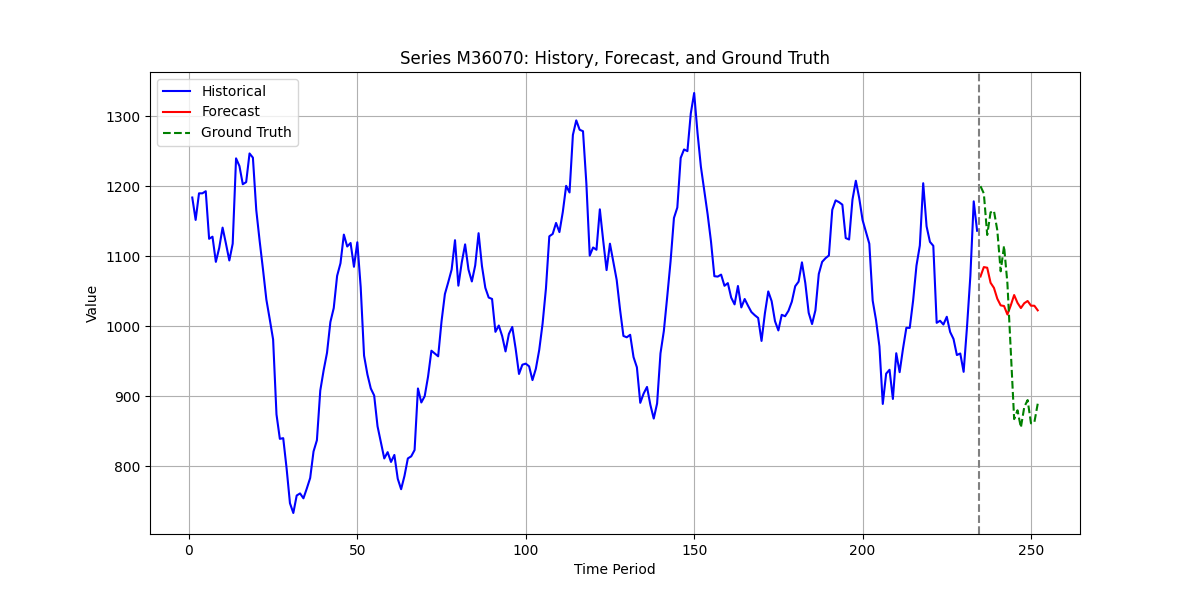 Series M36070: History, Forecast, and Ground Truth
Historical
Forecast
Ground Truth
1300
1200
1100
1000
900
800
Value
0 50 100 150 200 250
Time Period